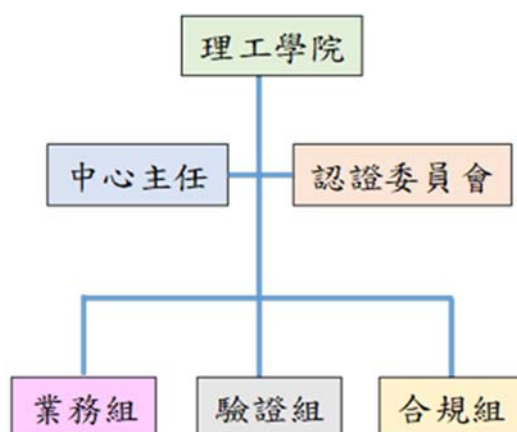 理工學院
中心主任
認證委員會
業務組
驗證組
合規組